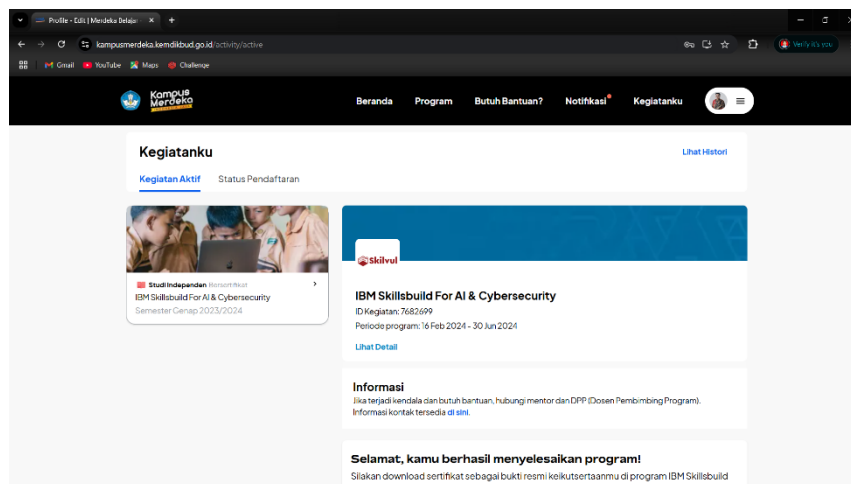 Profile - Edit | Merdeka Belajar
kampusmerdeka.kemdikbud.go.id/activity/active
Verify it's you
Gmail
YouTube
Maps
Challenge
Kampus
Merdeka
Beranda
Program
Butuh Bantuan?
Notifikasi
Kegiatanku
Kegiatanku
Lihat Histori
Kegiatan Aktif
Status Pendaftaran
Studi Independen Bersertifikat
IBM Skillsbuild For AI & Cybersecurity
Semester Genap 2023/2024
Skilvul
IBM Skillsbuild For AI & Cybersecurity
ID Kegiatan: 7682699
Periode program: 16 Feb 2024 - 30 Jun 2024
Lihat Detail
Informasi
Jika terjadi kendala dan butuh bantuan, hubungi mentor dan DPP (Dosen Pembimbing Program).
Informasi kontak tersedia di sini.
Selamat, kamu berhasil menyelesaikan program!
Silakan download sertifikat sebagai bukti resmi keikutsertaanmu di program IBM Skillsbuild